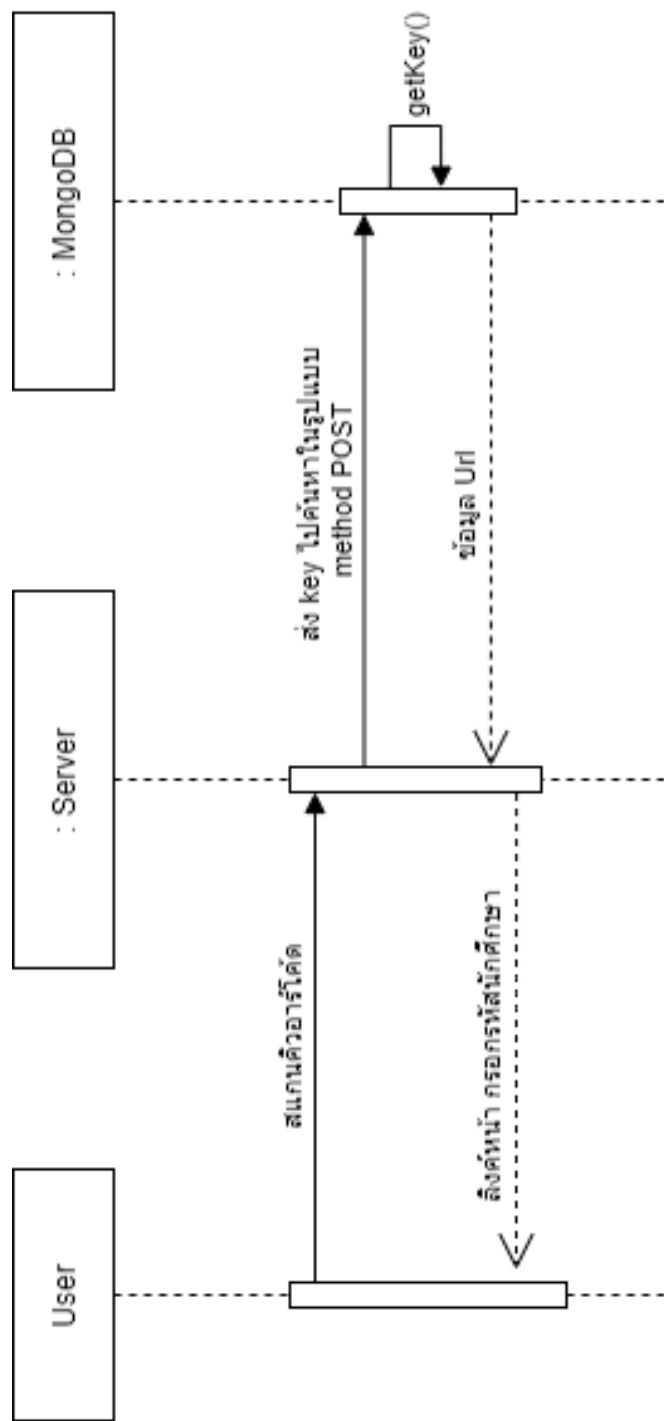 User
: Server
: MongoDB
สแกนคิวอาร์โค้ด
ส่ง key ไปค้นหาในรูปแบบ
method POST
getKey()
ข้อมูล Url
ลิงค์หน้า กรอกรหัสนักศึกษา